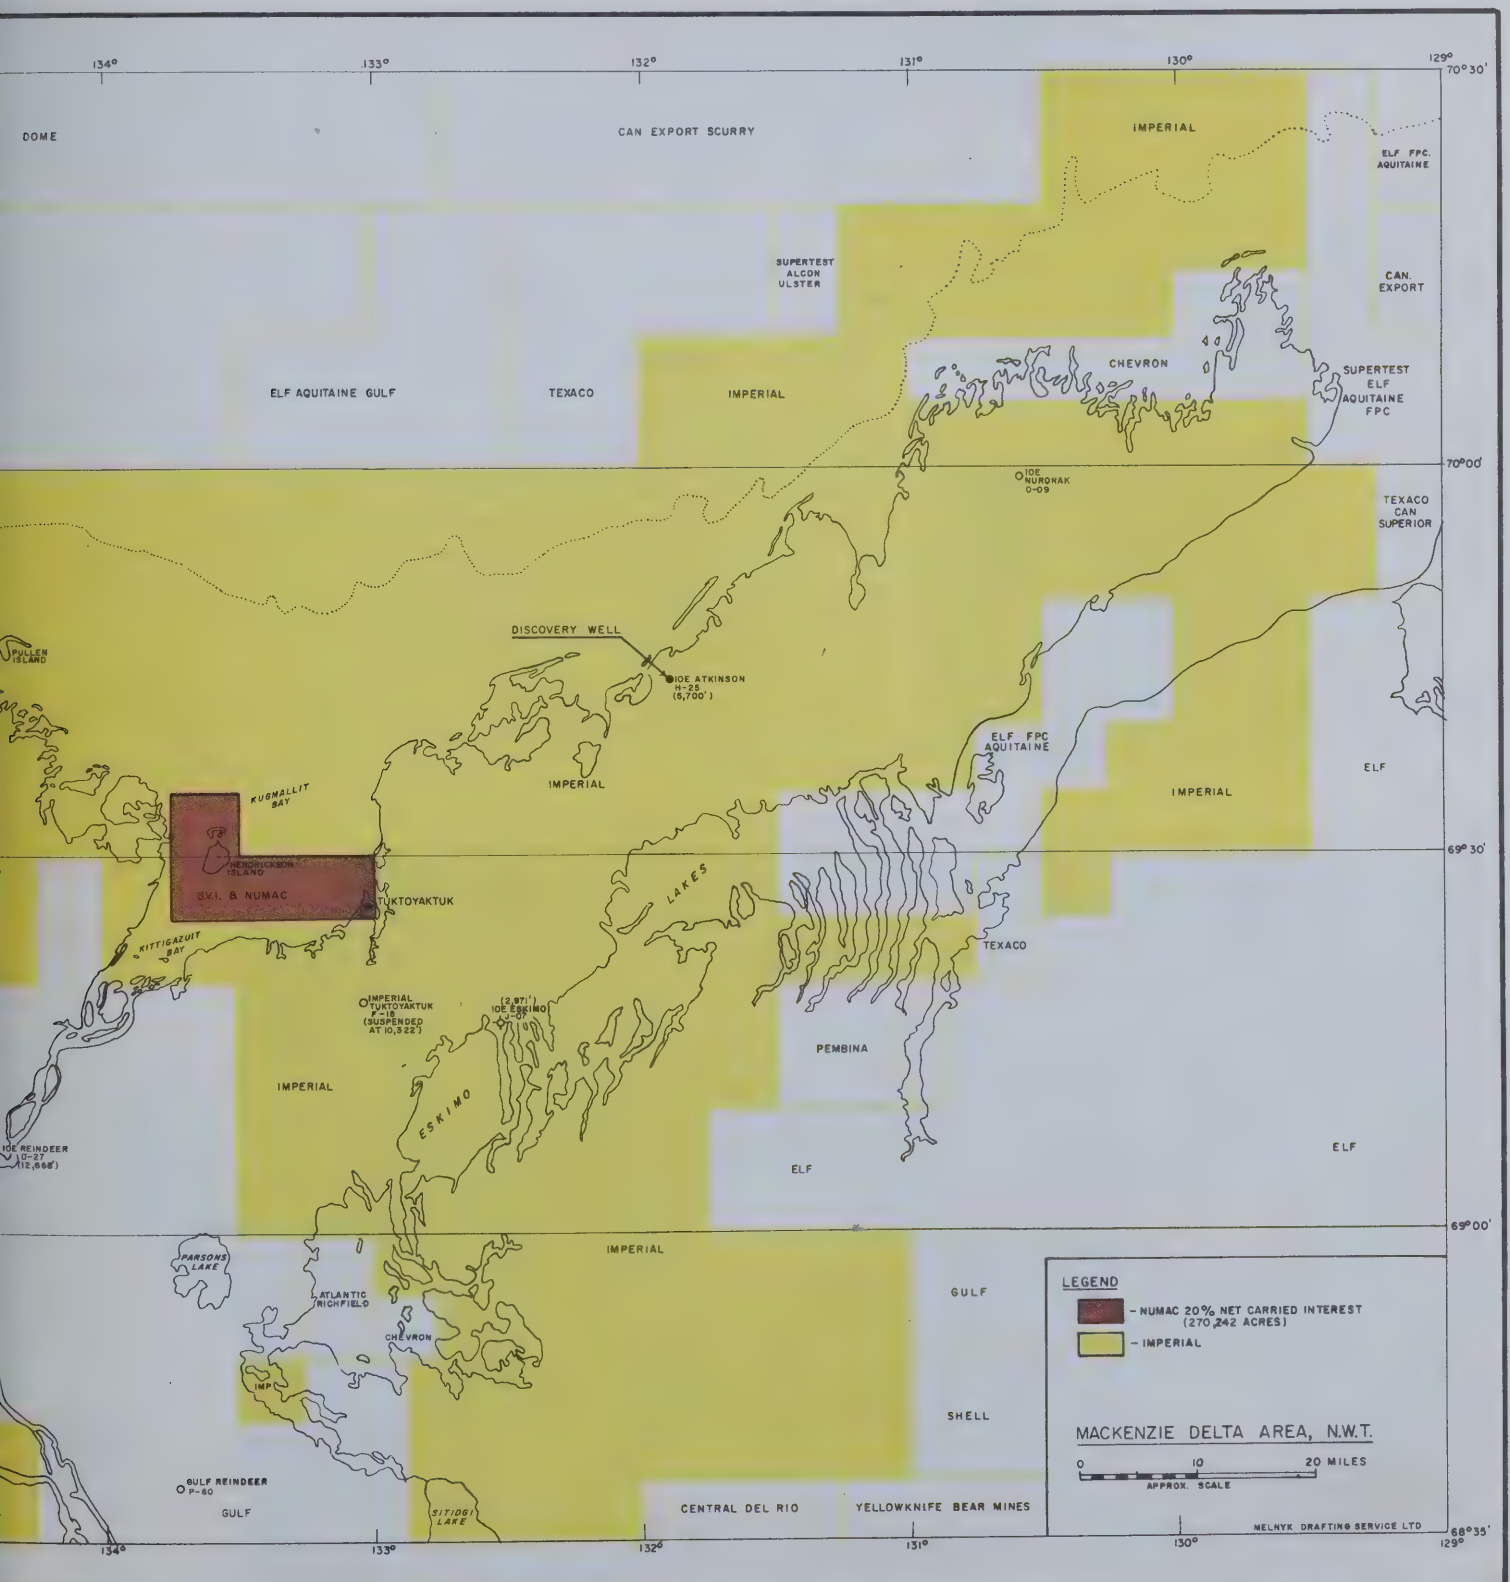 134°
133°
132°
131°
130°
129°
70°30'
DOME
CAN EXPORT SCURRY
IMPERIAL
ELF FPC.
AQUITAINE
SUPERTEST
ALCON
ULSTER
CAN.
EXPORT
ELF AQUITAINE GULF
TEXACO
IMPERIAL
CHEVRON
SUPERTEST
ELF
AQUITAINE
FPC
70°00'
IOE
NURORAK
O-09
TEXACO
CAN
SUPERIOR
DISCOVERY WELL
PULLEN
ISLAND
IOE ATKINSON
H-25
(5,700')
ELF FPC
AQUITAINE
ELF
IMPERIAL
IMPERIAL
KUGMALLIT
BAY
69°30'
HENDRICKSON
ISLAND
B.V.I. & NUMAC
TUKTOYAKTUK
LAKES
KITTIGAZUIT
BAY
TEXACO
IMPERIAL
TUKTOYAKTUK
F-18
(SUSPENDED
AT 10,322')
(2,971')
IOE ESKIMO
J-07
PEMBINA
IMPERIAL
ESKIMO
IOE REINDEER
D-27
(12,668')
ELF
ELF
69°00'
IMPERIAL
PARSONS
LAKE
ATLANTIC
RICHFIELD
CHEVRON
GULF
LEGEND
- NUMAC 20% NET CARRIED INTEREST
(270,242 ACRES)
- IMPERIAL
IMP
SHELL
MACKENZIE DELTA AREA, N.W.T.
0 10 20 MILES
APPROX. SCALE
GULF REINDEER
P-60
GULF
SITIDGI
LAKE
CENTRAL DEL RIO
YELLOWKNIFE BEAR MINES
MELNYK DRAFTING SERVICE LTD
68°35'
134°
133°
132°
131°
130°
129°